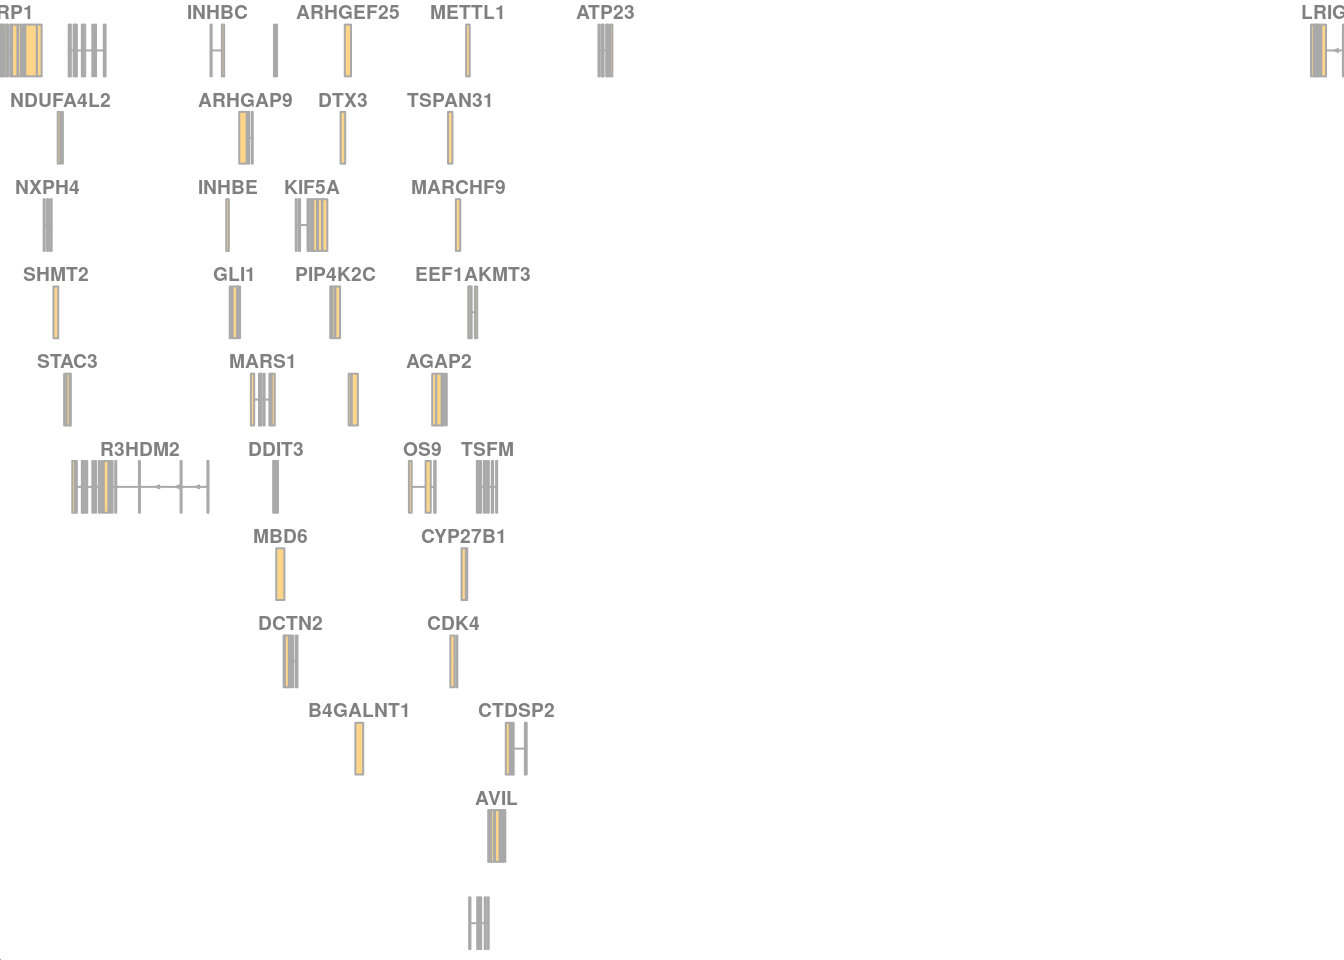 RP1 INHBC ARHGEF25 METTL1 ATP23 LRIG
NDUFA4L2 ARHGAP9 DTX3 TSPAN31
NXPH4 INHBE KIF5A MARCHF9
SHMT2 GLI1 PIP4K2C EEF1AKMT3
STAC3 MARS1 AGAP2
R3HDM2 DDIT3 OS9 TSFM
MBD6 CYP27B1
DCTN2 CDK4
B4GALNT1 CTDSP2
AVIL